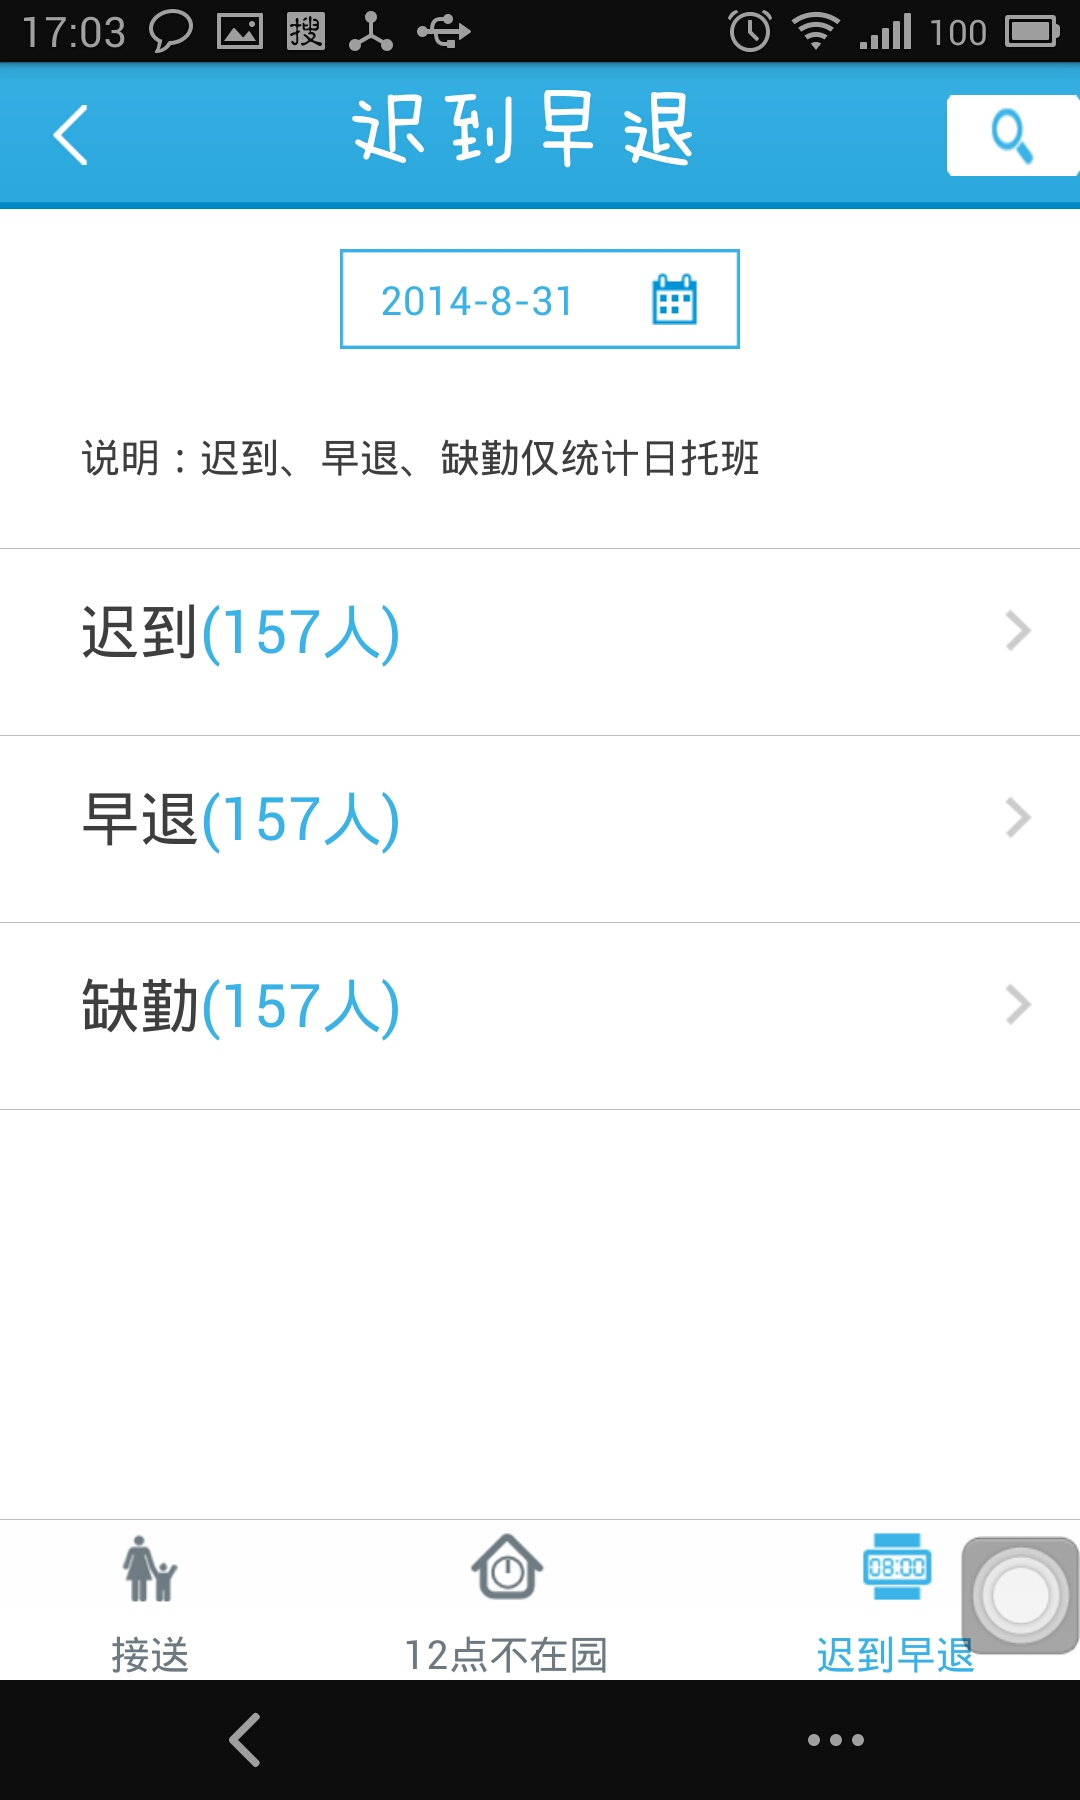 17:03 搜 100
迟到早退
2014-8-31
说明：迟到、早退、缺勤仅统计日托班
迟到(157人)
早退(157人)
缺勤(157人)
08:00
接送 12点不在园 迟到早退